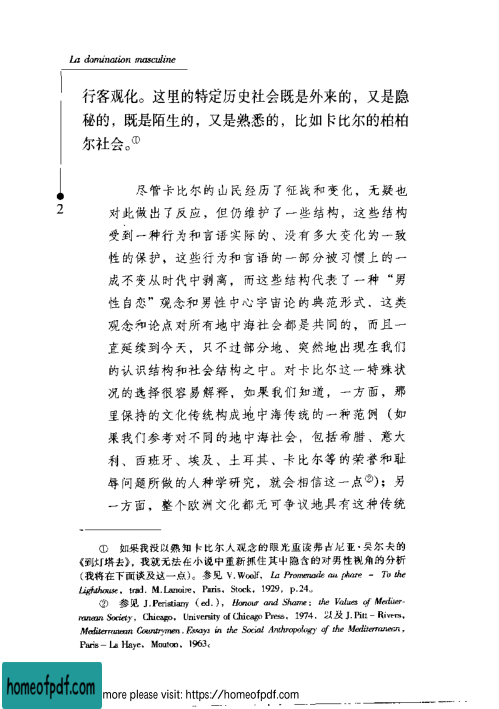 La domination masculine
行客观化。这里的特定历史社会既是外来的，又是隐
秘的，既是陌生的，又是熟悉的，比如卡比尔的柏柏
尔社会。①
2
尽管卡比尔的山民经历了征战和变化，无疑也
对此做出了反应，但仍维护了一些结构，这些结构
受到一种行为和言语实际的、没有多大变化的一致
性的保护，这些行为和言语的一部分被习惯上的一
成不变从时代中剥离，而这些结构代表了一种“男
性自恋”观念和男性中心宇宙论的典范形式，这类
观念和论点对所有地中海社会都是共同的，而且一
直延续到今天，只不过部分地、突然地出现在我们
的认识结构和社会结构之中。对卡比尔这一特殊状
况的选择很容易解释，如果我们知道，一方面，那
里保持的文化传统构成地中海传统的一种范例（如
果我们参考对不同的地中海社会，包括希腊、意大
利、西班牙、埃及、土耳其、卡比尔等的荣誉和耻
辱问题所做的人种学研究，就会相信这一点②）；另
一方面，整个欧洲文化都无可争议地具有这种传统
① 如果我没以熟知卡比尔人观念的眼光重读弗吉尼亚·吴尔夫的
《到灯塔去》，我就无法在小说中重新抓住其中隐含的对男性视角的分析
（我将在下面谈及这一点）。参见 V.Woolf, La Promenade au phare - To the
Lighthouse, trad. M.Lanoire, Paris, Stock, 1929, p.24。
② 参见 J.Peristiany (ed.), Honour and Shame: the Values of Mediter-
ranean Society, Chicago, University of Chicago Press, 1974. 以及 J.Pitt-Rivers,
Mediterranean Countrymen. Essays in the Social Anthropology of the Mediterranean,
Paris-La Haye, Mouton, 1963。
homeofpdf.com
more please visit: https://homeofpdf.com